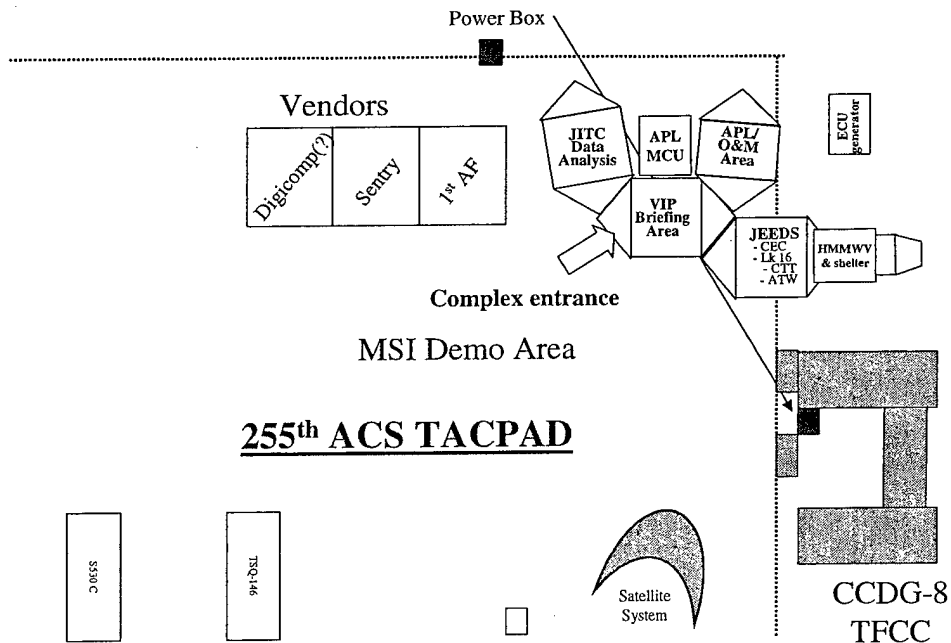 Power Box
Vendors
Digicomp(?)
Sentry
1st AF
JITC
Data
Analysis
APL
MCU
APL/
O&M
Area
ECU
generator
VIP
Briefing
Area
JEEDS
- CEC
- Lk 16
- CTT
- ATW
HMMWV
& shelter
Complex entrance
MSI Demo Area
255th ACS TACPAD
S530 C
TSQ-146
Satellite
System
CCDG-8
TFCC